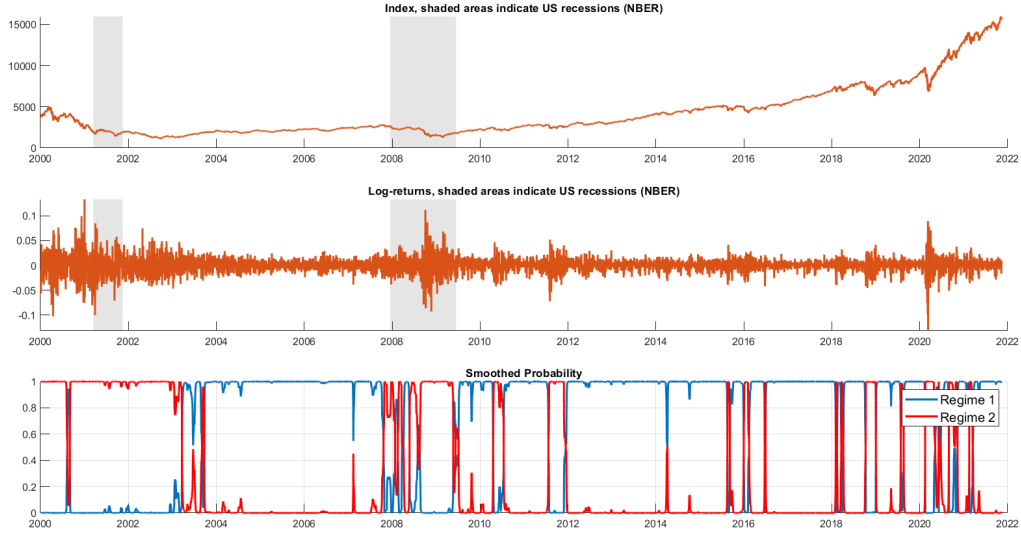 Index, shaded areas indicate US recessions (NBER)
15000
10000
5000
0
2000 2002 2004 2006 2008 2010 2012 2014 2016 2018 2020 2022
Log-returns, shaded areas indicate US recessions (NBER)
0.1
0.05
0
-0.05
-0.1
2000 2002 2004 2006 2008 2010 2012 2014 2016 2018 2020 2022
Smoothed Probability
1
0.8
0.6
0.4
0.2
0
Regime 1
Regime 2
2000 2002 2004 2006 2008 2010 2012 2014 2016 2018 2020 2022